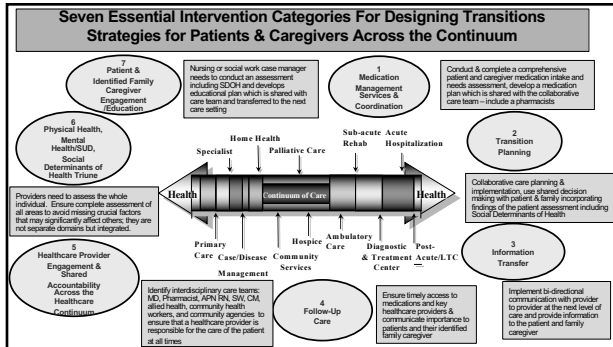 Seven Essential Intervention Categories For Designing Transitions
Strategies for Patients & Caregivers Across the Continuum
7
Patient &
Identified Family
Caregiver
Engagement
/Education
Nursing or social work case manager
needs to conduct an assessment
including SDOH and develops
educational plan which is shared with
care team and transferred to the next
care setting
1
Medication
Management
Services &
Coordination
Conduct & complete a comprehensive
patient and caregiver medication intake and
needs assessment, develop a medication
plan which is shared with the collaborative
care team – include a pharmacists
6
Physical Health,
Mental
Health/SUD,
Social
Determinants of
Health Triune
Providers need to assess the whole
individual. Ensure complete assessment of
all areas to avoid missing crucial factors
that may significantly affect others; they are
not separate domains but integrated.
Specialist
Home Health
Palliative Care
Sub-acute
Rehab
Acute
Hospitalization
Health
Continuum of Care
Health
Primary
Care
Case/Disease
Management
Community
Services
Hospice
Ambulatory
Care
Diagnostic
& Treatment
Center
Post-
Acute/LTC
2
Transition
Planning
Collaborative care planning &
implementation, use shared decision
making with patient & family incorporating
findings of the patient assessment including
Social Determinants of Health
5
Healthcare Provider
Engagement &
Shared
Accountability
Across the
Healthcare
Continuum
Identify interdisciplinary care teams:
MD, Pharmacist, APN RN, SW, CM,
allied health, community health
workers, and community agencies to
ensure that a healthcare provider is
responsible for the care of the patient
at all times
4
Follow-Up
Care
Ensure timely access to
medications and key
healthcare providers &
communicate importance to
patients and their identified
family caregiver
3
Information
Transfer
Implement bi-directional
communication with provider to
provider at the next level of
care and provide information
to the patient and family
caregiver